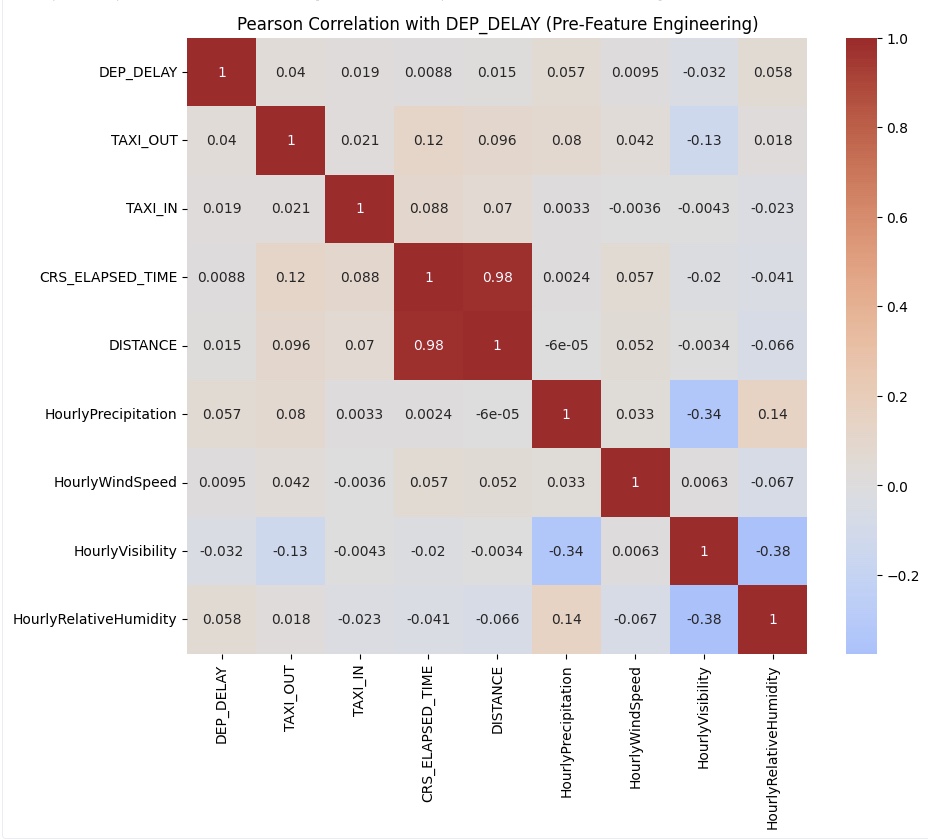 Pearson Correlation with DEP_DELAY (Pre-Feature Engineering)
DEP_DELAY 1 0.04 0.019 0.0088 0.015 0.057 0.0095 -0.032 0.058
TAXI_OUT 0.04 1 0.021 0.12 0.096 0.08 0.042 -0.13 0.018
TAXI_IN 0.019 0.021 1 0.088 0.07 0.0033 -0.0036 -0.0043 -0.023
CRS_ELAPSED_TIME 0.0088 0.12 0.088 1 0.98 0.0024 0.057 -0.02 -0.041
DISTANCE 0.015 0.096 0.07 0.98 1 -6e-05 0.052 -0.0034 -0.066
HourlyPrecipitation 0.057 0.08 0.0033 0.0024 -6e-05 1 0.033 -0.34 0.14
HourlyWindSpeed 0.0095 0.042 -0.0036 0.057 0.052 0.033 1 0.0063 -0.067
HourlyVisibility -0.032 -0.13 -0.0043 -0.02 -0.0034 -0.34 0.0063 1 -0.38
HourlyRelativeHumidity 0.058 0.018 -0.023 -0.041 -0.066 0.14 -0.067 -0.38 1
DEP_DELAY
TAXI_OUT
TAXI_IN
CRS_ELAPSED_TIME
DISTANCE
HourlyPrecipitation
HourlyWindSpeed
HourlyVisibility
HourlyRelativeHumidity
1.0
0.8
0.6
0.4
0.2
0.0
−0.2